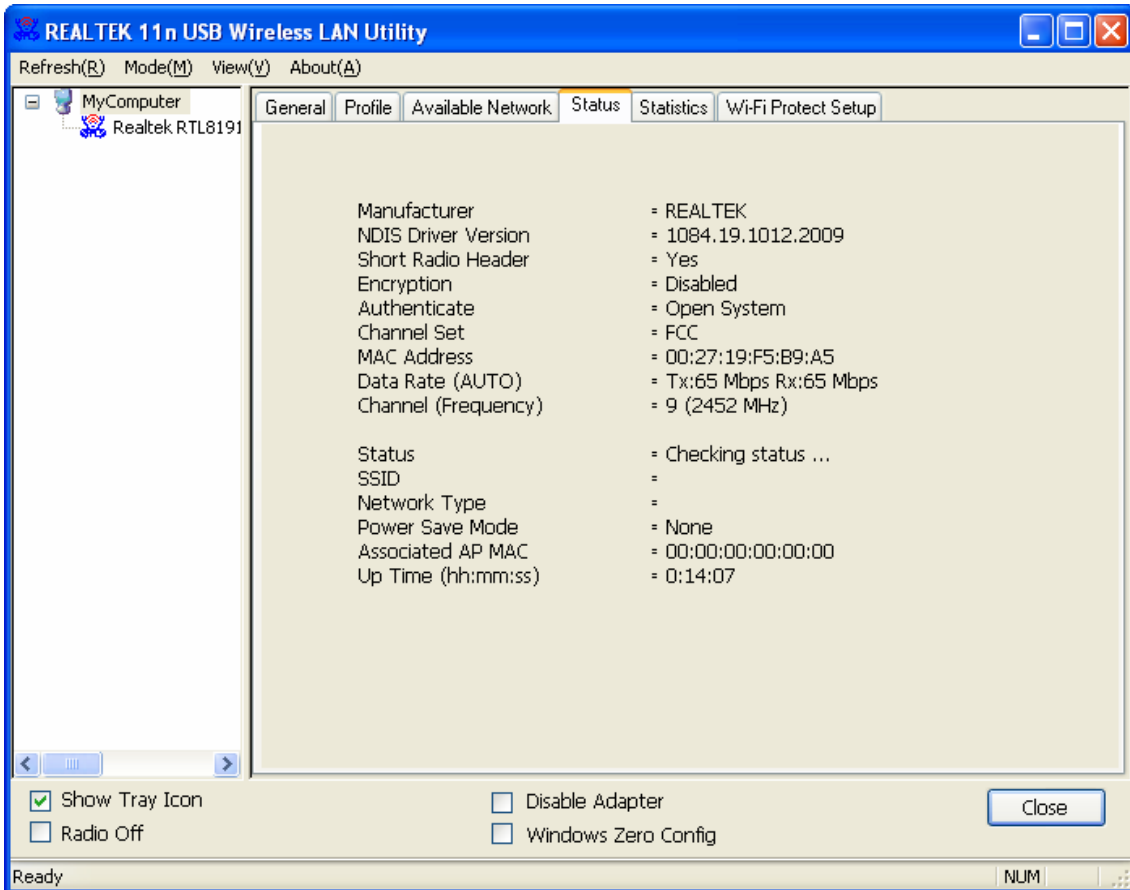 REALTEK 11n USB Wireless LAN Utility
Refresh(R) Mode(M) View(V) About(A)
MyComputer
Realtek RTL8191
General Profile Available Network Status Statistics Wi-Fi Protect Setup
Manufacturer = REALTEK
NDIS Driver Version = 1084.19.1012.2009
Short Radio Header = Yes
Encryption = Disabled
Authenticate = Open System
Channel Set = FCC
MAC Address = 00:27:19:F5:B9:A5
Data Rate (AUTO) = Tx:65 Mbps Rx:65 Mbps
Channel (Frequency) = 9 (2452 MHz)
Status = Checking status ...
SSID =
Network Type =
Power Save Mode = None
Associated AP MAC = 00:00:00:00:00:00
Up Time (hh:mm:ss) = 0:14:07
Show Tray Icon Disable Adapter Close
Radio Off Windows Zero Config
Ready NUM